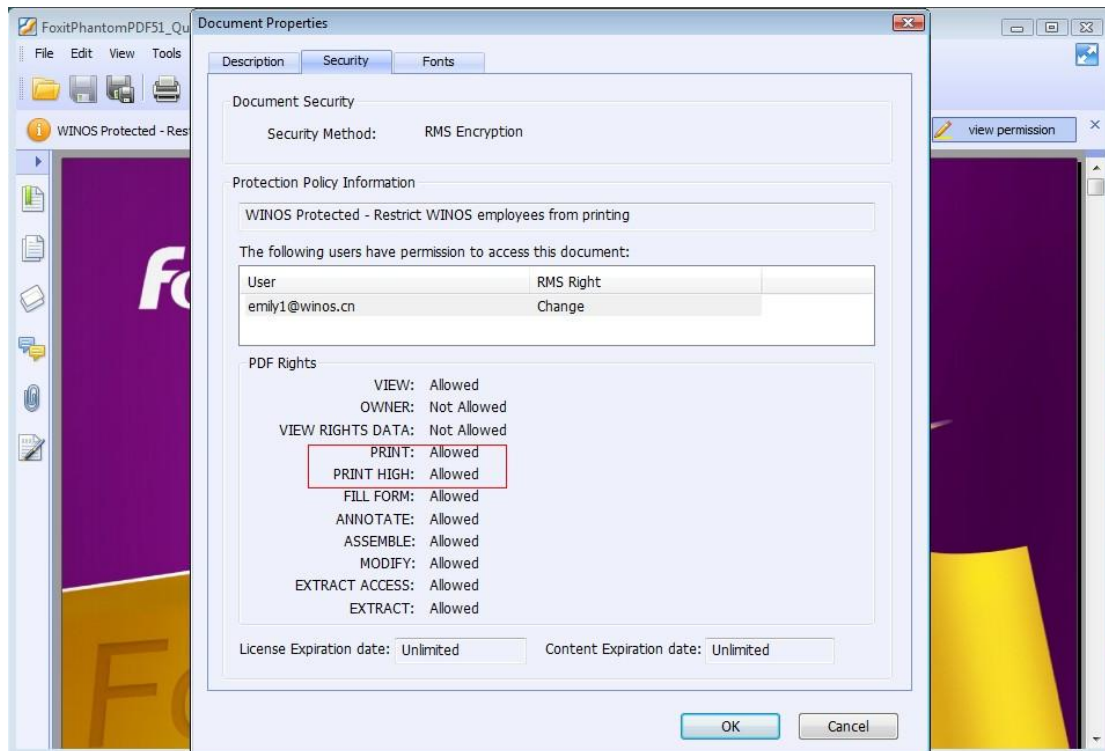 FoxitPhantomPDF51_Qu
Document Properties
File Edit View Tools
Description Security Fonts
Document Security
Security Method: RMS Encryption
WINOS Protected - Res
view permission
Protection Policy Information
WINOS Protected - Restrict WINOS employees from printing
The following users have permission to access this document:
User RMS Right
emily1@winos.cn Change
PDF Rights
VIEW: Allowed
OWNER: Not Allowed
VIEW RIGHTS DATA: Not Allowed
PRINT: Allowed
PRINT HIGH: Allowed
FILL FORM: Allowed
ANNOTATE: Allowed
ASSEMBLE: Allowed
MODIFY: Allowed
EXTRACT ACCESS: Allowed
EXTRACT: Allowed
License Expiration date: Unlimited Content Expiration date: Unlimited
OK Cancel